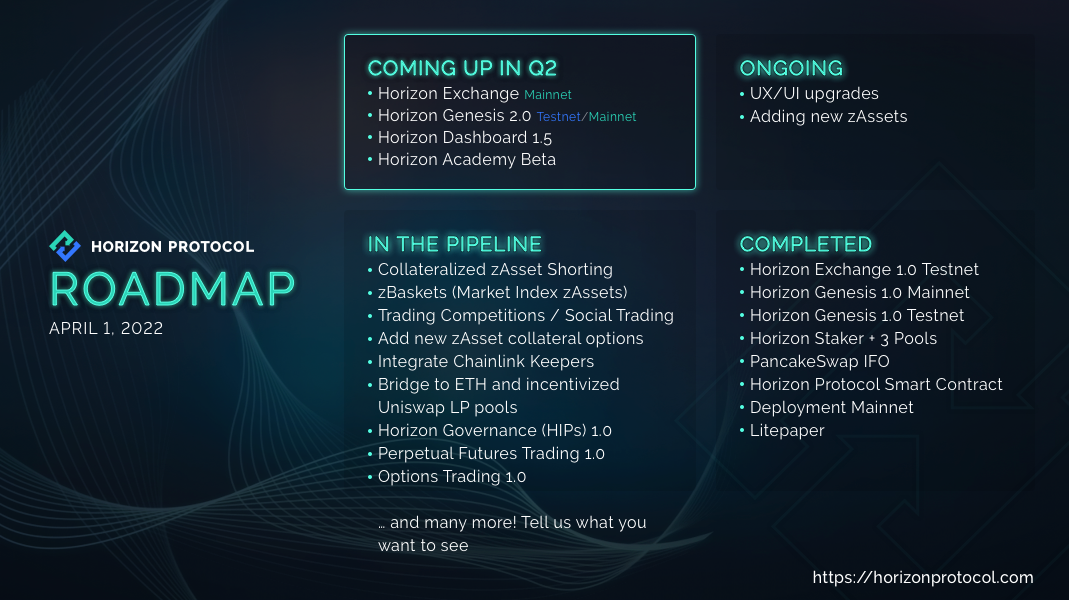 HORIZON PROTOCOL
ROADMAP
APRIL 1, 2022
COMING UP IN Q2
• Horizon Exchange Mainnet
• Horizon Genesis 2.0 Testnet/Mainnet
• Horizon Dashboard 1.5
• Horizon Academy Beta
ONGOING
• UX/UI upgrades
• Adding new zAssets
IN THE PIPELINE
• Collateralized zAsset Shorting
• zBaskets (Market Index zAssets)
• Trading Competitions / Social Trading
• Add new zAsset collateral options
• Integrate Chainlink Keepers
• Bridge to ETH and incentivized
Uniswap LP pools
• Horizon Governance (HIPs) 1.0
• Perpetual Futures Trading 1.0
• Options Trading 1.0
... and many more! Tell us what you
want to see
COMPLETED
• Horizon Exchange 1.0 Testnet
• Horizon Genesis 1.0 Mainnet
• Horizon Genesis 1.0 Testnet
• Horizon Staker + 3 Pools
• PancakeSwap IFO
• Horizon Protocol Smart Contract
• Deployment Mainnet
• Litepaper
https://horizonprotocol.com